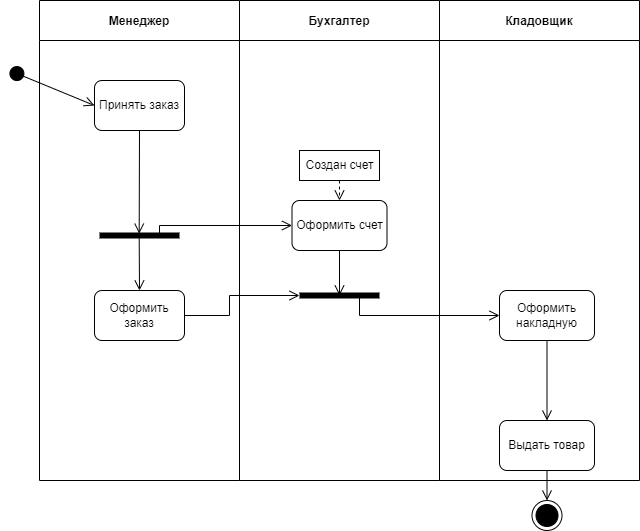 Менеджер
Бухгалтер
Кладовщик
Принять заказ
Создан счет
Оформить счет
Оформить
заказ
Оформить
накладную
Выдать товар